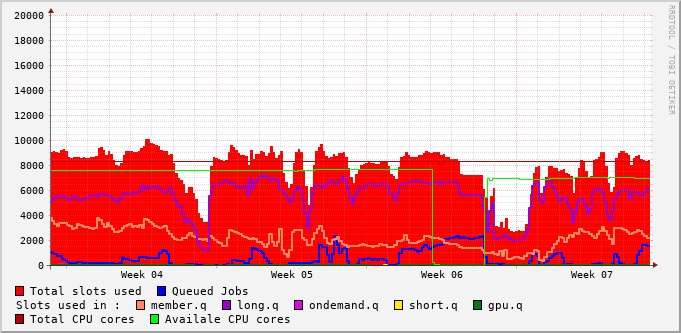 RRDTOOL / TOBI OETIKER
20000
18000
16000
14000
12000
10000
8000
6000
4000
2000
0
Week 04 Week 05 Week 06 Week 07
Total slots used Queued Jobs
Slots used in : member.q long.q ondemand.q short.q gpu.q
Total CPU cores Availale CPU cores